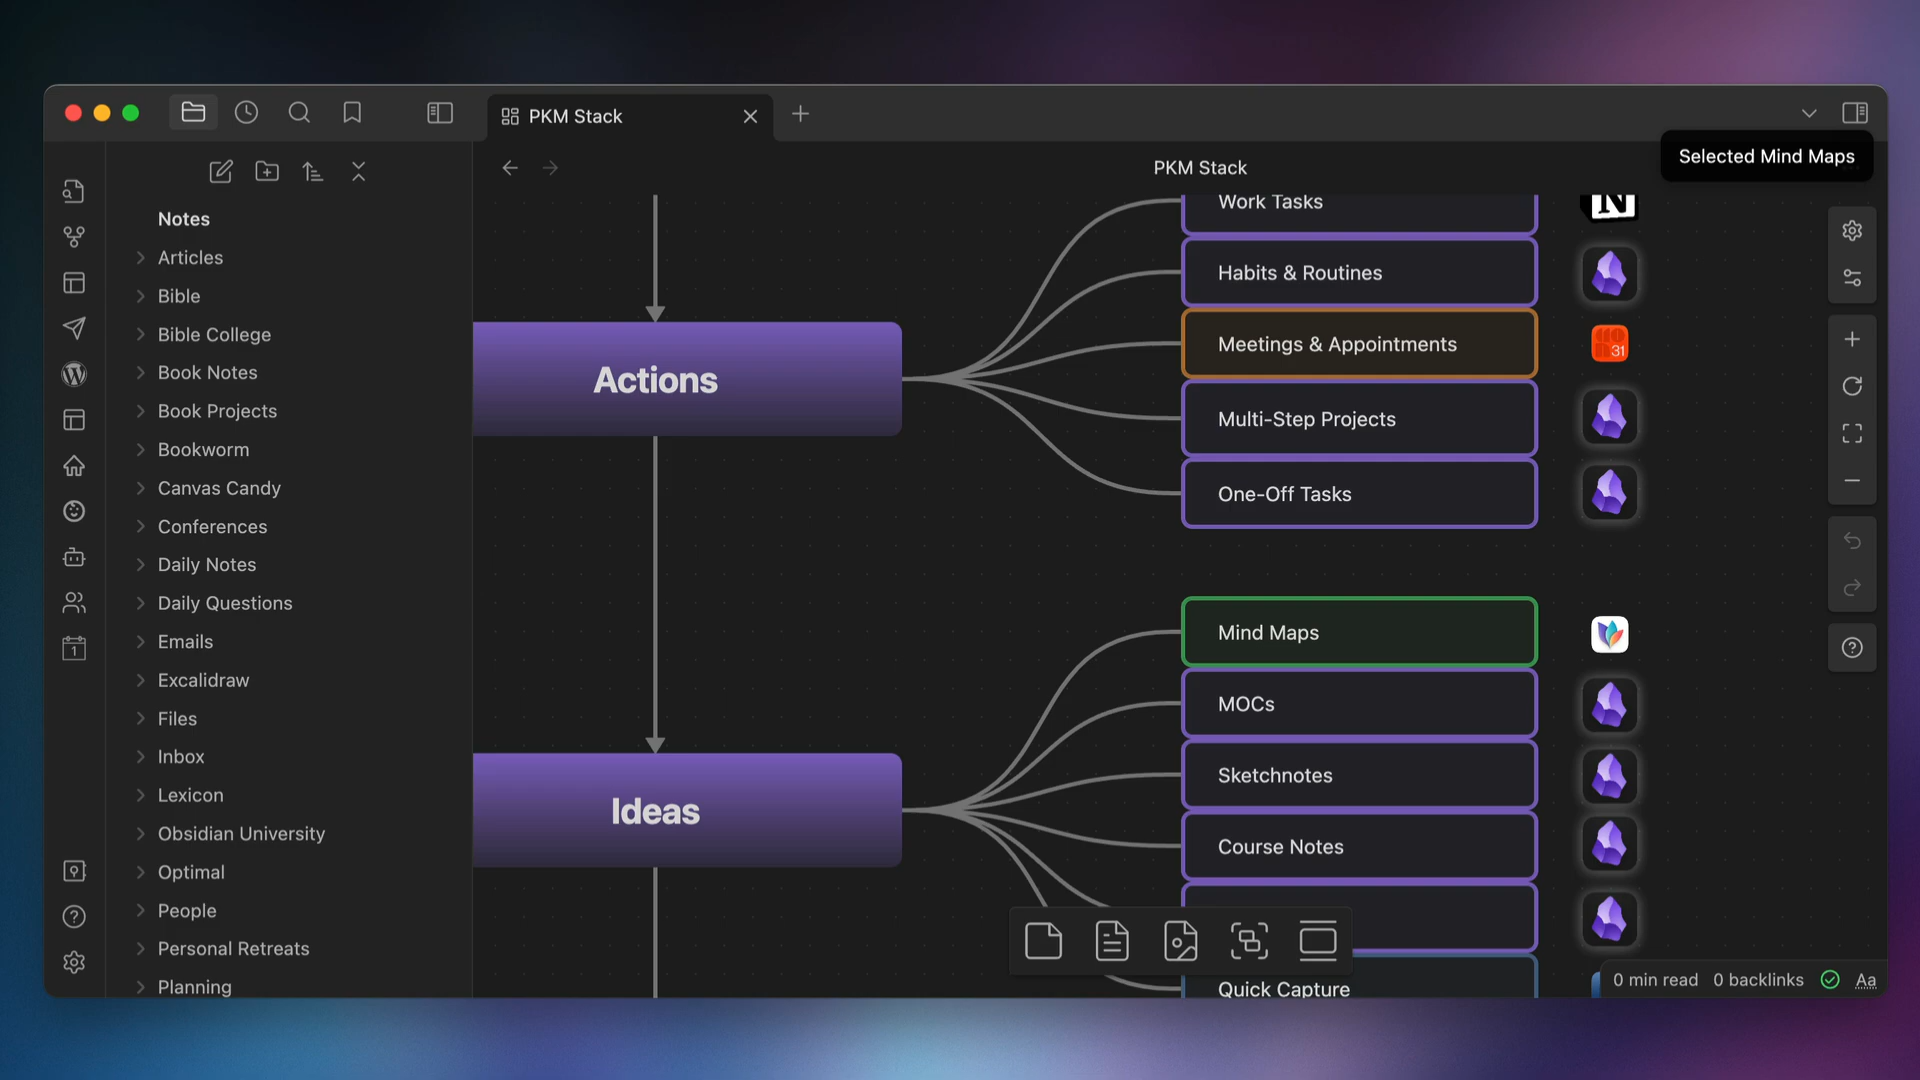 PKM Stack
PKM Stack
Selected Mind Maps
Notes
Articles
Bible
Bible College
Book Notes
Book Projects
Bookworm
Canvas Candy
Conferences
Daily Notes
Daily Questions
Emails
Excalidraw
Files
Inbox
Lexicon
Obsidian University
Optimal
People
Personal Retreats
Planning
1
Actions
Work Tasks
N
Habits & Routines
Meetings & Appointments
31
Multi-Step Projects
One-Off Tasks
Ideas
Mind Maps
MOCs
Sketchnotes
Course Notes
Quick Capture
0 min read 0 backlinks Aa